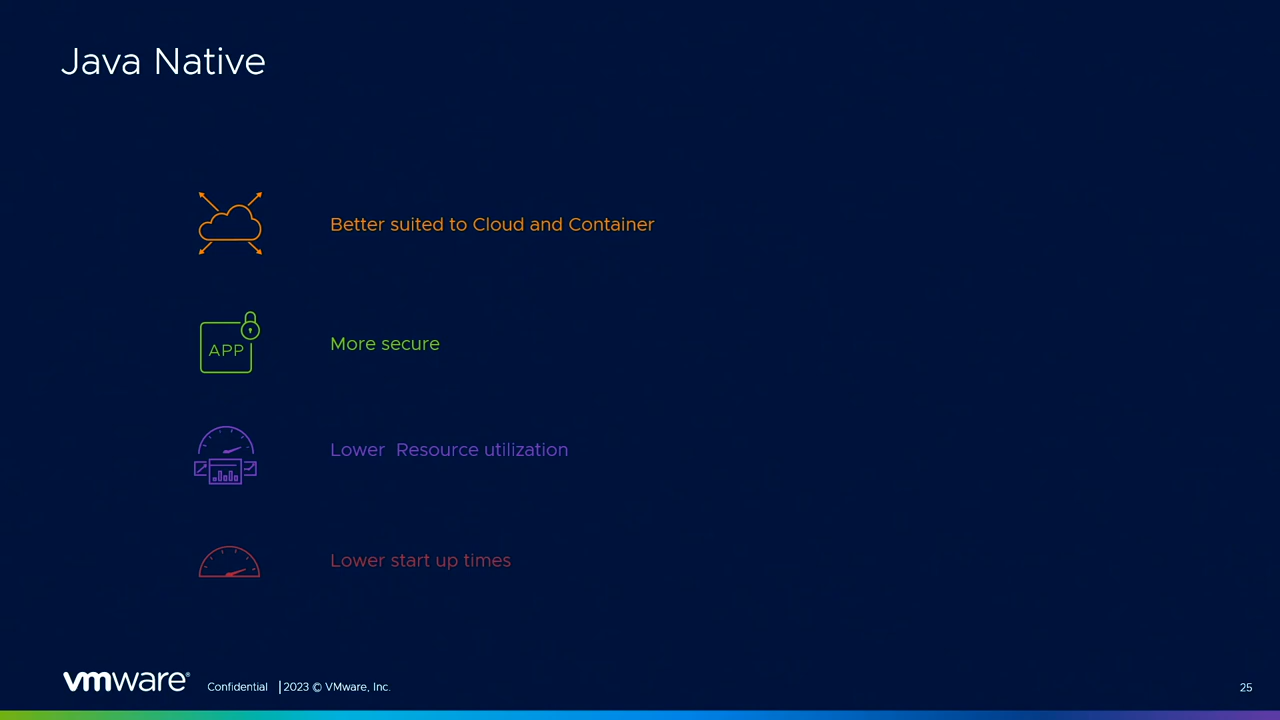 Java Native
Better suited to Cloud and Container
APP
More secure
Lower  Resource utilization
Lower start up times
vmware® Confidential | 2023 © VMware, Inc. 25